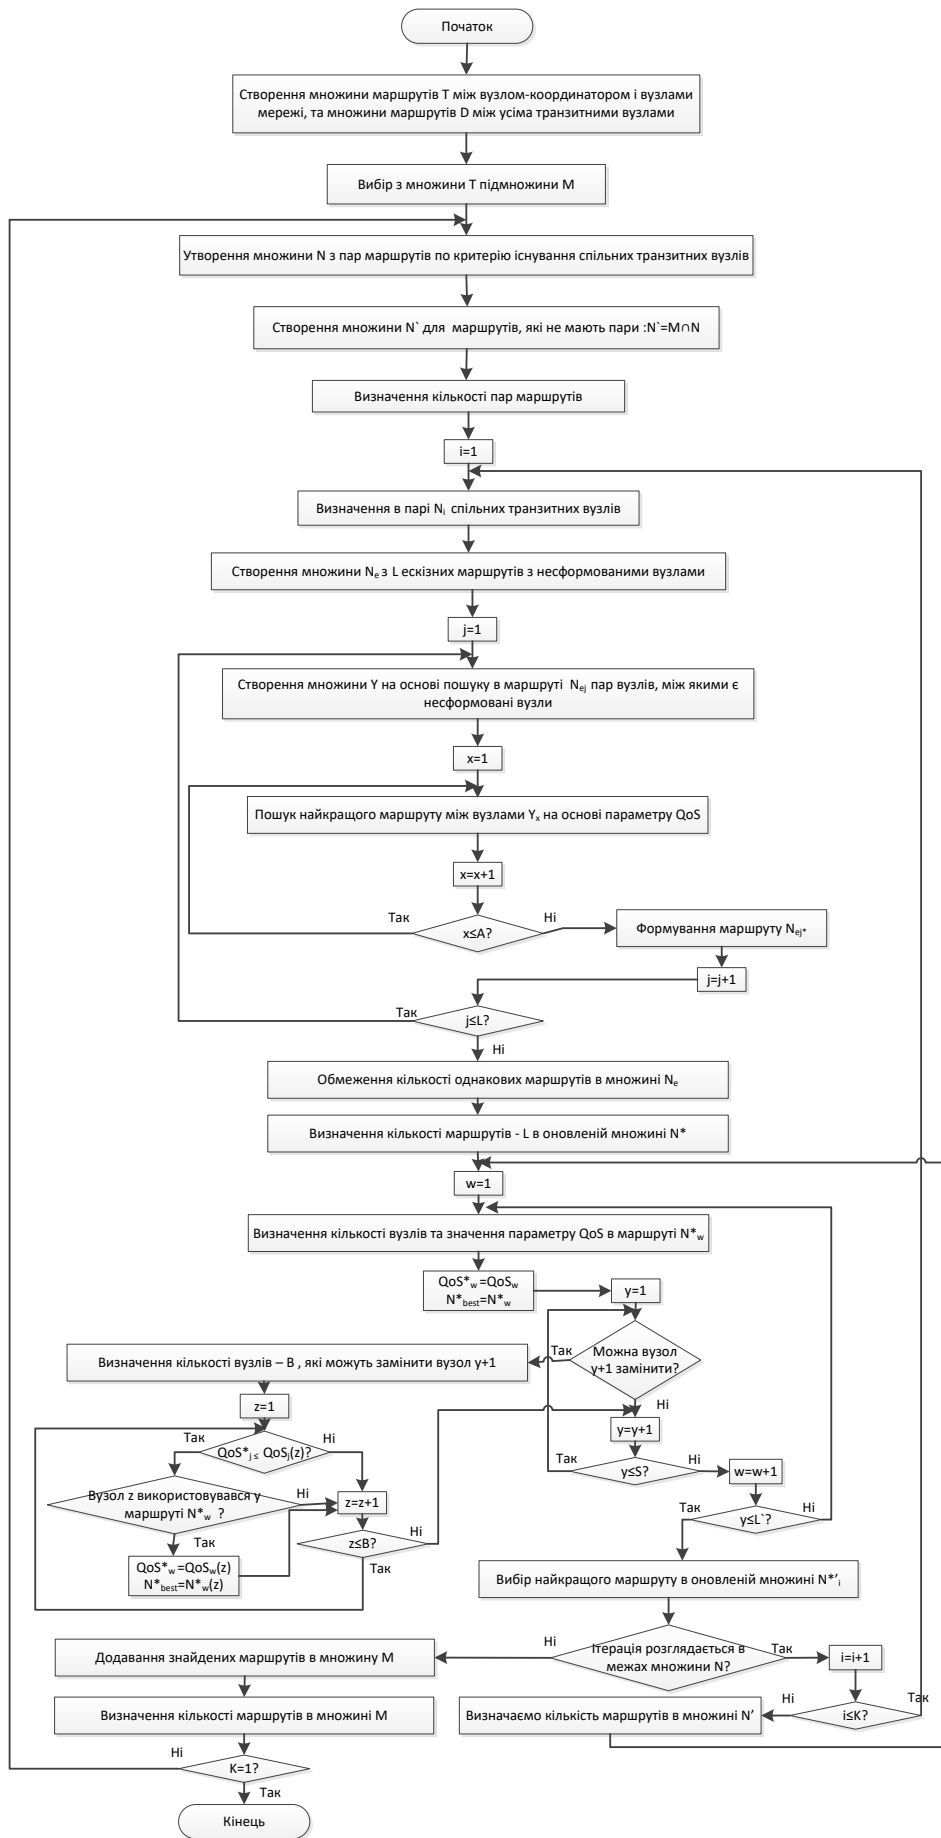 Початок
Створення множини маршрутів T між вузлом-координатором і вузлами
мережі, та множини маршрутів D між усіма транзитними вузлами
Вибір з множини T підмножини M
Утворення множини N з пар маршрутів по критерію існування спільних транзитних вузлів
Створення множини N` для маршрутів, які не мають пари :N`=M∩N
Визначення кількості пар маршрутів
i=1
Визначення в парі Ni спільних транзитних вузлів
Створення множини Ne з L ескізних маршрутів з несформованими вузлами
j=1
Створення множини Y на основі пошуку в маршруті Nej пар вузлів, між якими є
несформовані вузли
x=1
Пошук найкращого маршруту між вузлами Yx на основі параметру QoS
x=x+1
Так
Ні
x≤A?
Формування маршруту Nej*
j=j+1
Так
j≤L?
Ні
Обмеження кількості однакових маршрутів в множині Ne
Визначення кількості маршрутів - L в оновленій множині N*
w=1
Визначення кількості вузлів та значення параметру QoS в маршруті N*w
QoS*w=QoSw
N*best=N*w
y=1
Можна вузол
y+1 замінити?
Так
Ні
Визначення кількості вузлів – B , які можуть замінити вузол y+1
z=1
Так
Ні
QoS*j ≤ QoSj(z)?
y=y+1
y≤S?
Так
Ні
w=w+1
Вузол z використовувався у
маршруті N*w ?
Ні
Так
z=z+1
z≤B?
Ні
Так
y≤L`?
Так
Ні
QoS*w=QoSw(z)
N*best=N*w(z)
Вибір найкращого маршруту в оновленій множині N*'i
Ітерація розглядається в
межах множини N?
Ні
Так
i=i+1
Додавання знайдених маршрутів в множину M
Визначення кількості маршрутів в множині M
Визначаємо кількість маршрутів в множині N'
Ні
i≤K?
Так
Ні
K=1?
Так
Кінець